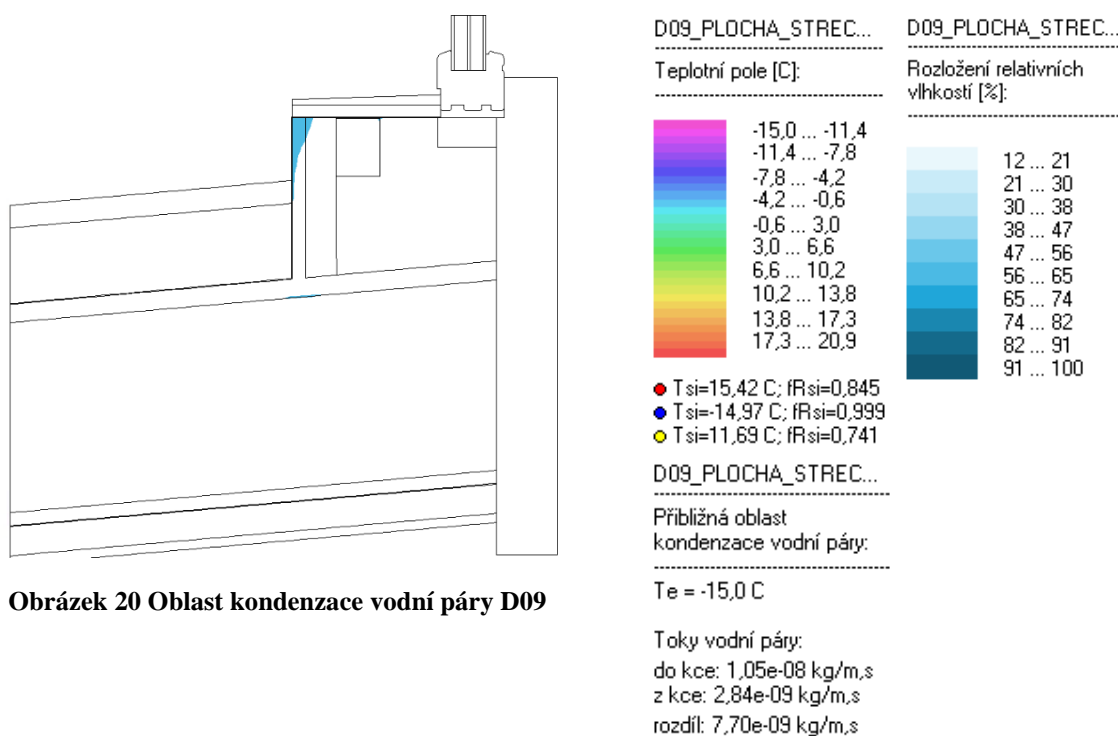 D09_PLOCHA_STREC...
Teplotní pole [C]:
-15,0 ... -11,4
-11,4 ... -7,8
-7,8 ... -4,2
-4,2 ... -0,6
-0,6 ... 3,0
3,0 ... 6,6
6,6 ... 10,2
10,2 ... 13,8
13,8 ... 17,3
17,3 ... 20,9
Tsi=15,42 C; fRsi=0,845
Tsi=-14,97 C; fRsi=0,999
Tsi=11,69 C; fRsi=0,741
D09_PLOCHA_STREC...
Rozložení relativních
vlhkostí [%]:
12 ... 21
21 ... 30
30 ... 38
38 ... 47
47 ... 56
56 ... 65
65 ... 74
74 ... 82
82 ... 91
91 ... 100
D09_PLOCHA_STREC...
Přibližná oblast
kondenzace vodní páry:
Te = -15,0 C
Toky vodní páry:
do kce: 1,05e-08 kg/m,s
z kce: 2,84e-09 kg/m,s
rozdíl: 7,70e-09 kg/m,s
Obrázek 20 Oblast kondenzace vodní páry D09